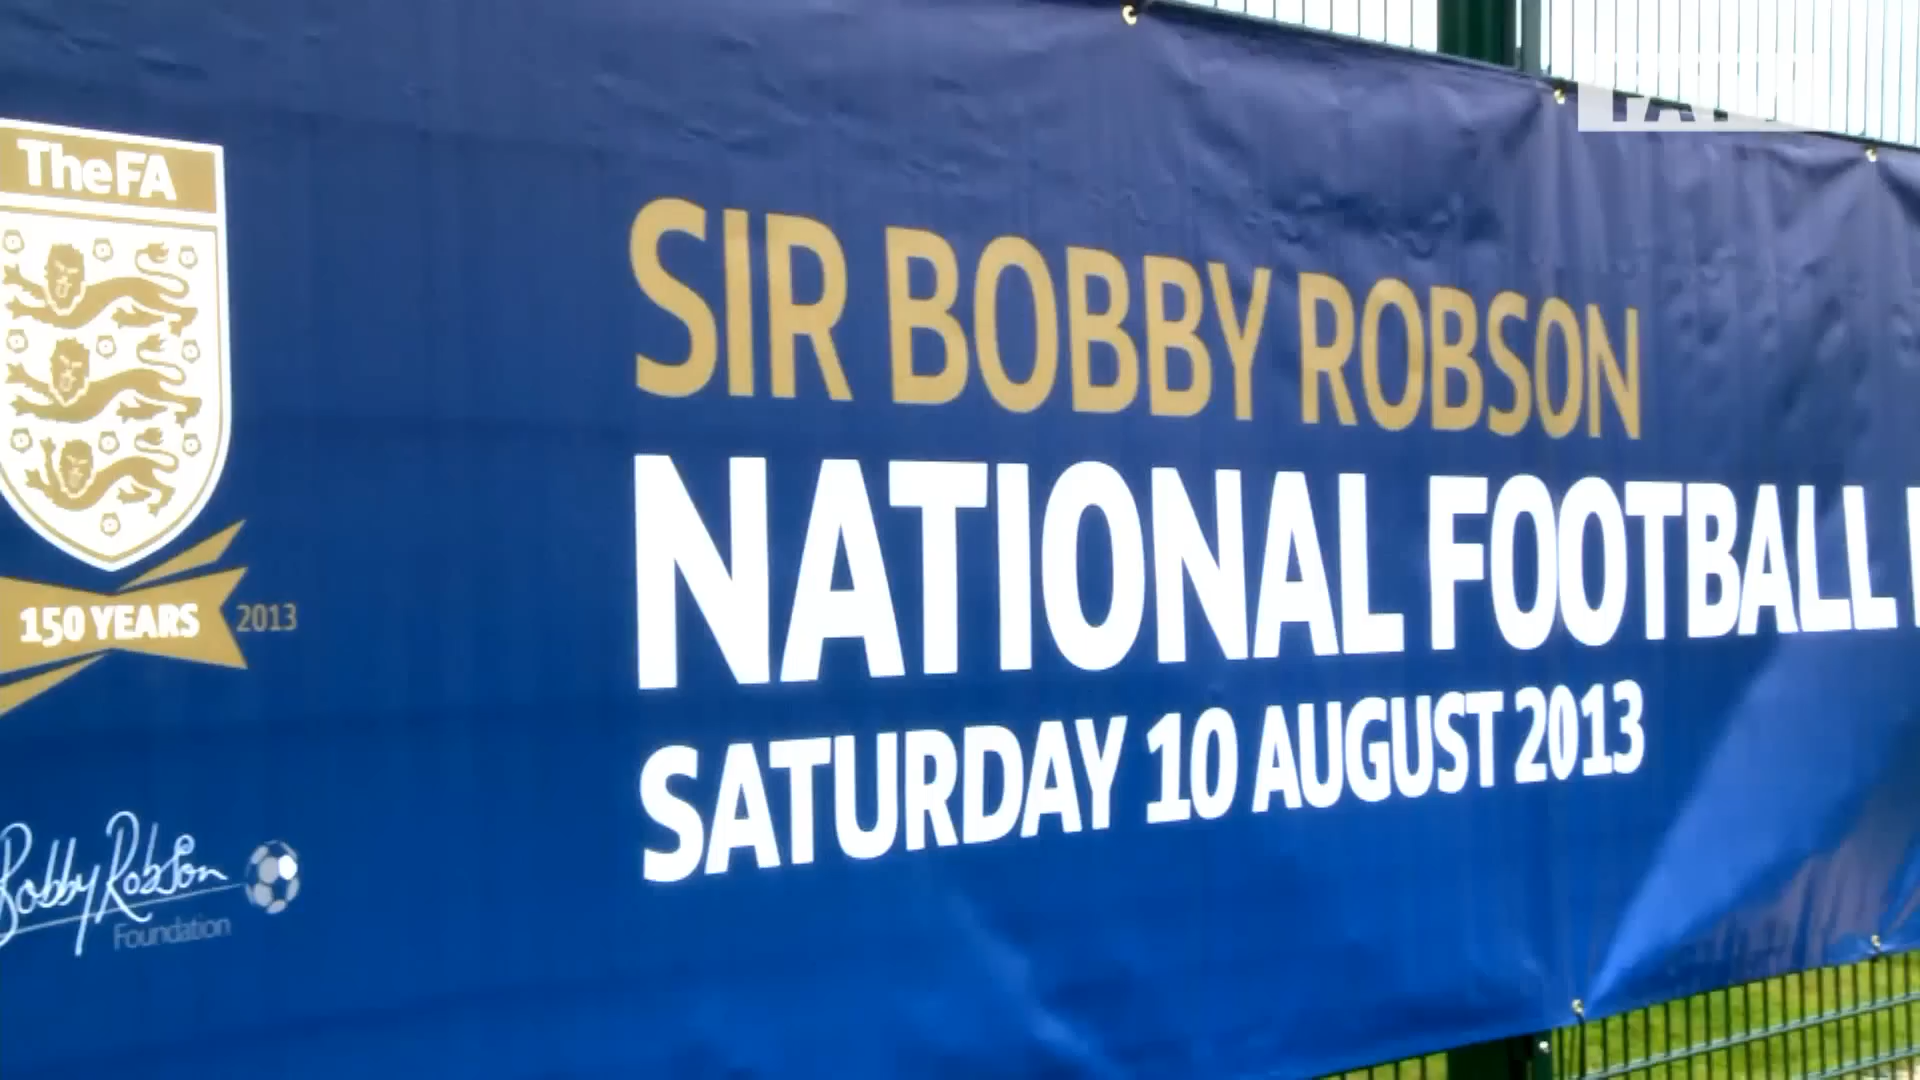 TheFA
150 YEARS 2013
Bobby Robson
Foundation
SIR BOBBY ROBSON
NATIONAL FOOTBALL
SATURDAY 10 AUGUST 2013